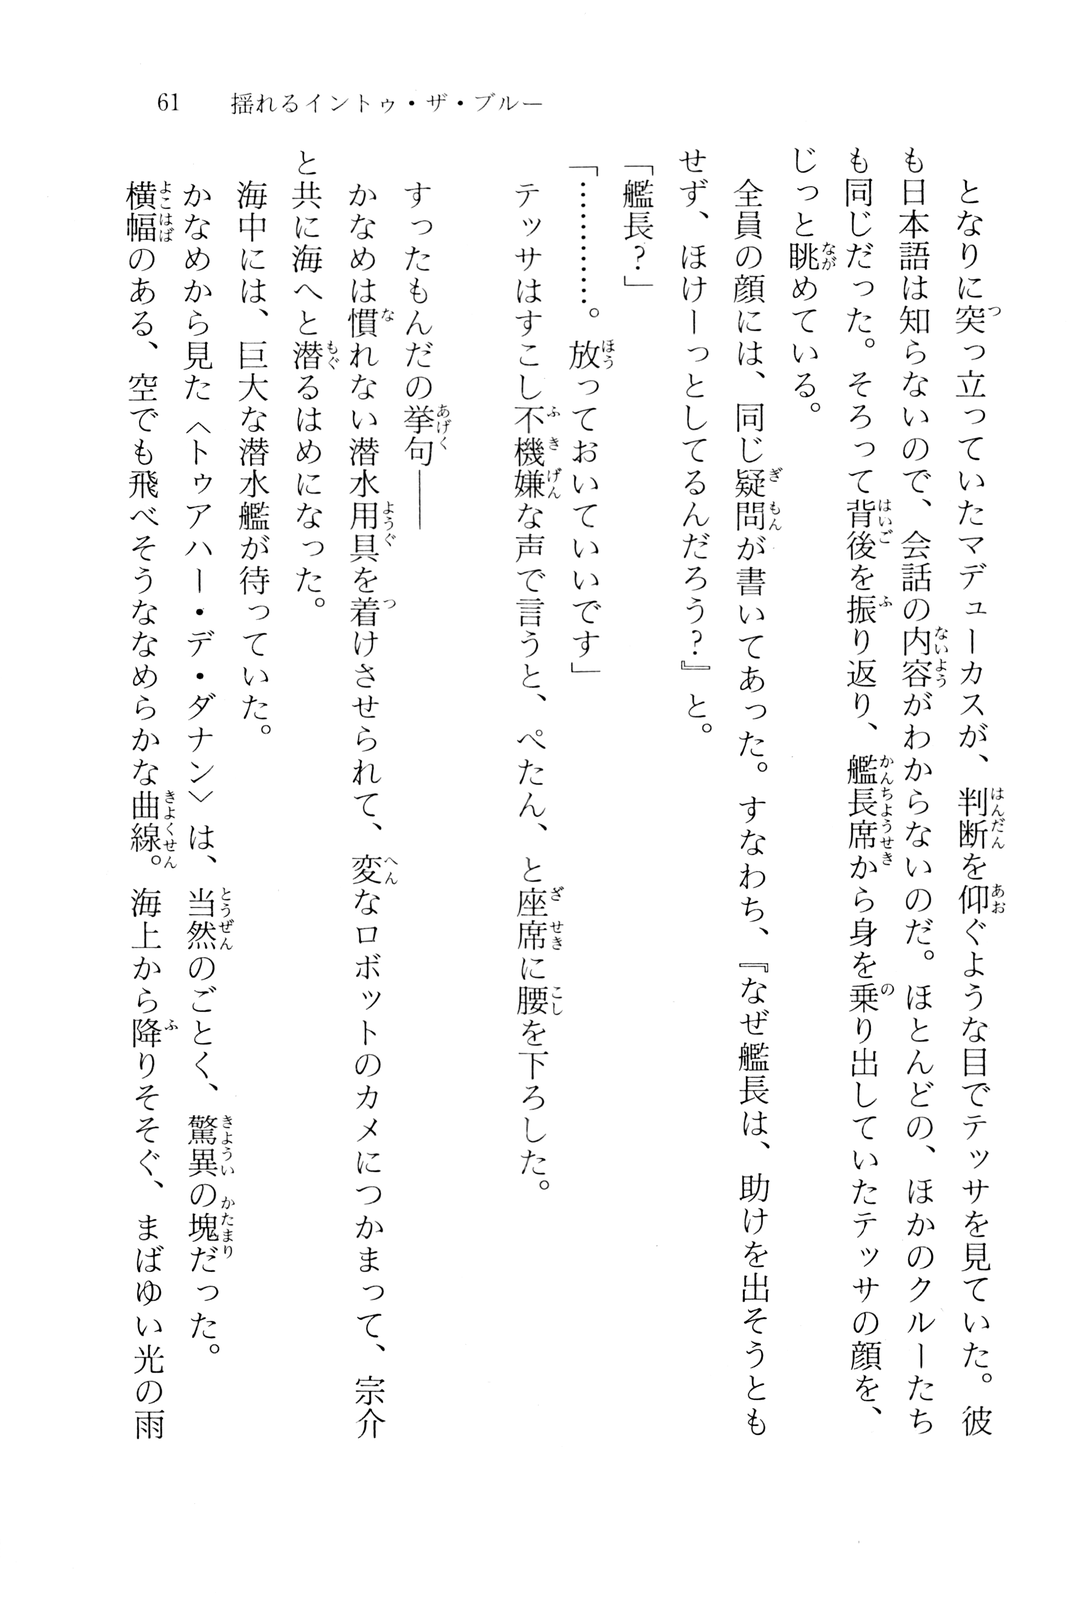 61　揺れるイントゥ・ザ・ブルー
　となりに突っ立っていたマデューカスが、判断を仰ぐような目でテッサを見ていた。彼
も日本語は知らないので、会話の内容がわからないのだ。ほとんどの、ほかのクルーたち
も同じだった。そろって背後を振り返り、艦長席から身を乗り出していたテッサの顔を、
じっと眺めている。
　全員の顔には、同じ疑問が書いてあった。すなわち、『なぜ艦長は、助けを出そうとも
せず、ほけーっとしてるんだろう？』と。
「艦長？」
「…………。放っておいていいです」
　テッサはすこし不機嫌な声で言うと、ぺたん、と座席に腰を下ろした。
　すったもんだの挙句――
　かなめは慣れない潜水用具を着けさせられて、変なロボットのカメにつかまって、宗介
と共に海へと潜るはめになった。
　海中には、巨大な潜水艦が待っていた。
　かなめから見た〈トゥアハー・デ・ダナン〉は、当然のごとく、驚異の塊だった。
　横幅のある、空でも飛べそうななめらかな曲線。海上から降りそそぐ、まばゆい光の雨